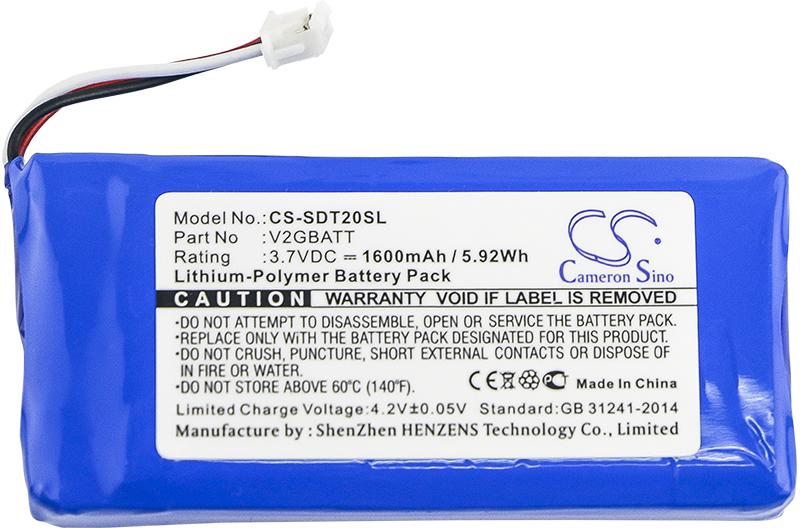 Model No.: CS-SDT20SL
Part No : V2GBATT
Rating : 3.7VDC ⎓ 1600mAh / 5.92Wh
Lithium-Polymer Battery Pack
CS
Cameron Sino
CAUTION WARRANTY VOID IF LABEL IS REMOVED
*DO NOT ATTEMPT TO DISASSEMBLE, OPEN OR SERVICE THE BATTERY PACK.
*REPLACE ONLY WITH THE BATTERY PACK DESIGNATED FOR THIS PRODUCT.
*DO NOT CRUSH, PUNCTURE, SHORT EXTERNAL CONTACTS OR DISPOSE OF
IN FIRE OR WATER.
*DO NOT STORE ABOVE 60°C (140°F).
CE Made In China
Limited Charge Voltage: 4.2V±0.05V Standard: GB 31241-2014
Manufacture by : ShenZhen HENZENS Technology Co., Limited